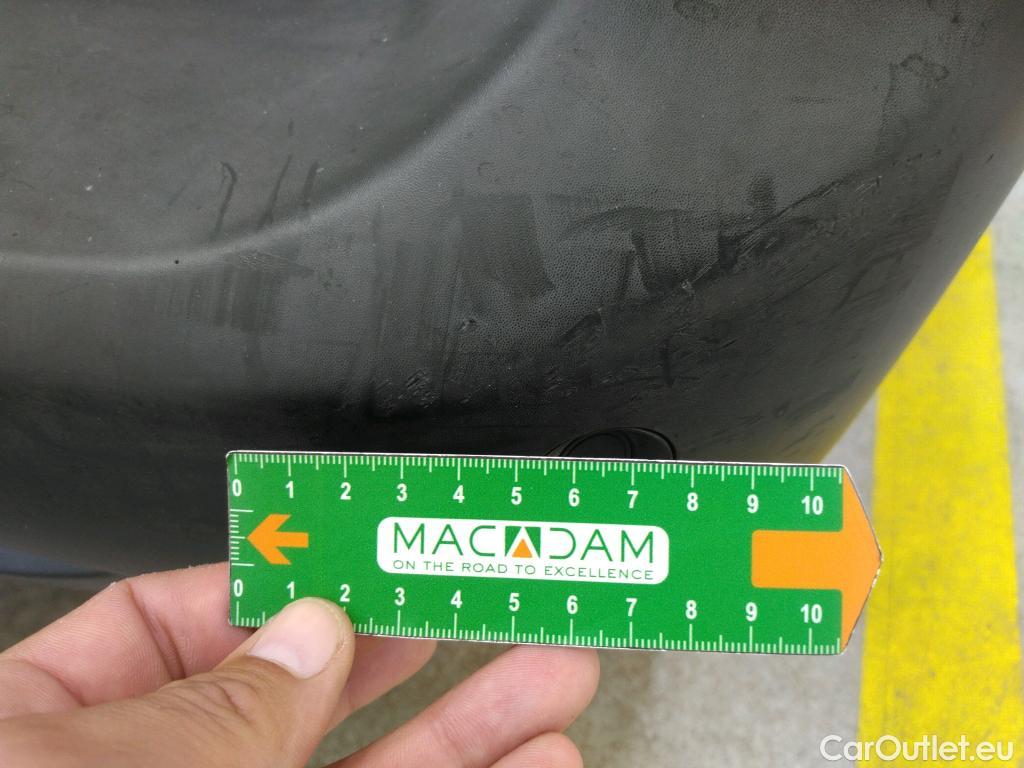 0 1 2 3 4 5 6 7 8 9 10
MACADAM
ON THE ROAD TO EXCELLENCE
0 1 2 3 4 5 6 7 8 9 10
CarOutlet.eu